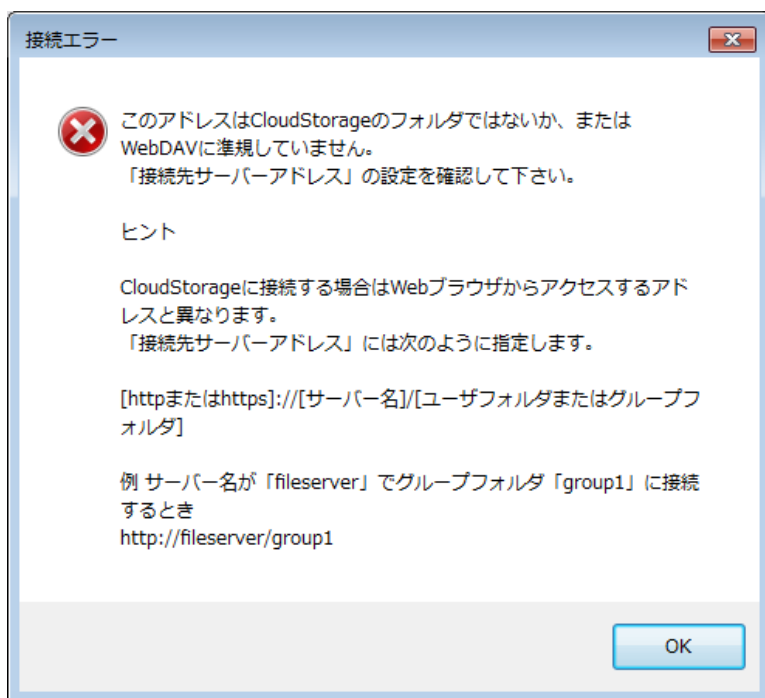 接続エラー
このアドレスはCloudStorageのフォルダではないか、または
WebDAVに準規していません。
「接続先サーバーアドレス」の設定を確認して下さい。
ヒント
CloudStorageに接続する場合はWebブラウザからアクセスするアド
レスと異なります。
「接続先サーバーアドレス」には次のように指定します。
[httpまたはhttps]://[サーバー名]/[ユーザフォルダまたはグループフ
ォルダ]
例 サーバー名が「fileserver」でグループフォルダ「group1」に接続
するとき
http://fileserver/group1
OK